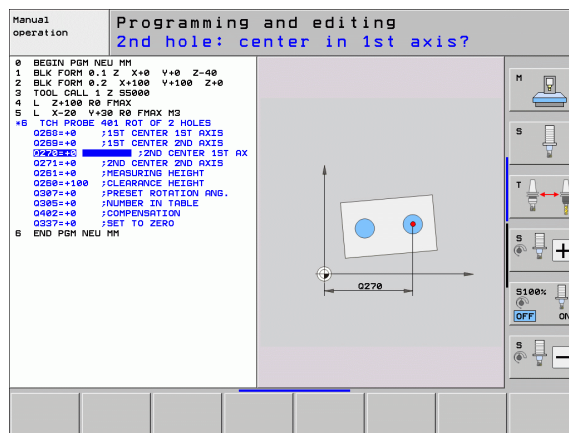 Manual
operation
Programming and editing
2nd hole: center in 1st axis?
0 BEGIN PGM NEU MM
1 BLK FORM 0.1 Z X+0 Y+0 Z-40
2 BLK FORM 0.2 X+100 Y+100 Z+0
3 TOOL CALL 1 Z S5000
4 L Z+100 R0 FMAX
5 L X-20 Y+30 R0 FMAX M3
*6 TCH PROBE 401 ROT OF 2 HOLES
Q268=+0 ;1ST CENTER 1ST AXIS
Q269=+0 ;1ST CENTER 2ND AXIS
Q270=+0 ;2ND CENTER 1ST AX
Q271=+0 ;2ND CENTER 2ND AXIS
Q261=+0 ;MEASURING HEIGHT
Q260=+100 ;CLEARANCE HEIGHT
Q307=+0 ;PRESET ROTATION ANG.
Q305=+0 ;NUMBER IN TABLE
Q402=+0 ;COMPENSATION
Q337=+0 ;SET TO ZERO
6 END PGM NEU MM
Q270
M
S
T
S
S100%
OFF ON
S